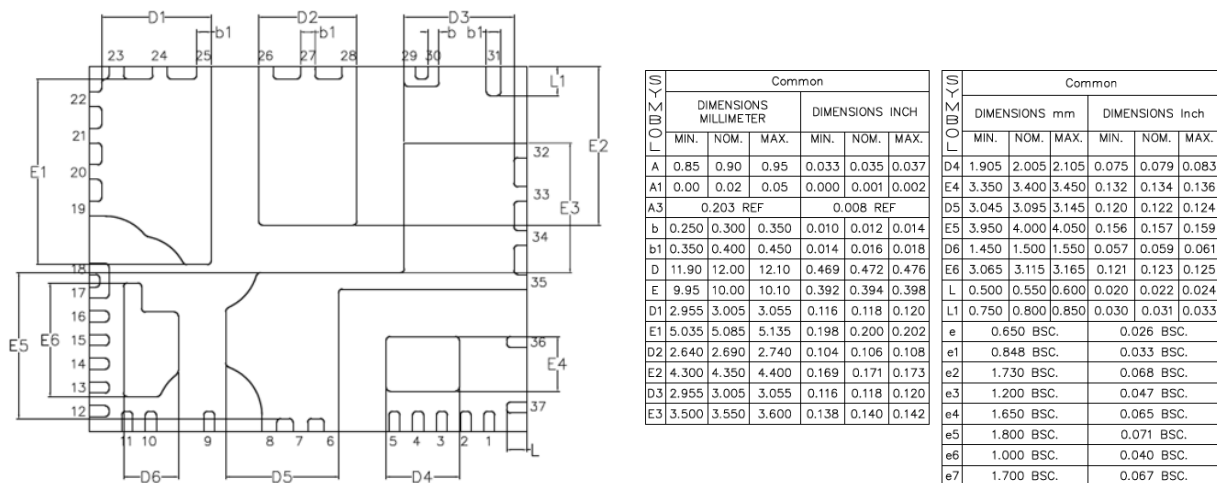 D1 D2 D3
b1 b1 b b1
23 24 25 26 27 28 29 30 31
L1
22
21
20
19
E1
E2
32
33
E3
34
35
18
17
16
15
14
13
12
E5
E6
36
E4
37
11 10 9 8 7 6 5 4 3 2 1
L
D6 D5 D4
SYMBOL Common
DIMENSIONS MILLIMETER DIMENSIONS INCH
MIN. NOM. MAX. MIN. NOM. MAX.
A 0.85 0.90 0.95 0.033 0.035 0.037
A1 0.00 0.02 0.05 0.000 0.001 0.002
A3 0.203 REF 0.008 REF
b 0.250 0.300 0.350 0.010 0.012 0.014
b1 0.350 0.400 0.450 0.014 0.016 0.018
D 11.90 12.00 12.10 0.469 0.472 0.476
E 9.95 10.00 10.10 0.392 0.394 0.398
D1 2.955 3.005 3.055 0.116 0.118 0.120
E1 5.035 5.085 5.135 0.198 0.200 0.202
D2 2.640 2.690 2.740 0.104 0.106 0.108
E2 4.300 4.350 4.400 0.169 0.171 0.173
D3 2.955 3.005 3.055 0.116 0.118 0.120
E3 3.500 3.550 3.600 0.138 0.140 0.142
SYMBOL Common
DIMENSIONS mm DIMENSIONS Inch
MIN. NOM. MAX. MIN. NOM. MAX.
D4 1.905 2.005 2.105 0.075 0.079 0.083
E4 3.350 3.400 3.450 0.132 0.134 0.136
D5 3.045 3.095 3.145 0.120 0.122 0.124
E5 3.950 4.000 4.050 0.156 0.157 0.159
D6 1.450 1.500 1.550 0.057 0.059 0.061
E6 3.065 3.115 3.165 0.121 0.123 0.125
L 0.500 0.550 0.600 0.020 0.022 0.024
L1 0.750 0.800 0.850 0.030 0.031 0.033
e 0.650 BSC. 0.026 BSC.
e1 0.848 BSC. 0.033 BSC.
e2 1.730 BSC. 0.068 BSC.
e3 1.200 BSC. 0.047 BSC.
e4 1.650 BSC. 0.065 BSC.
e5 1.800 BSC. 0.071 BSC.
e6 1.000 BSC. 0.040 BSC.
e7 1.700 BSC. 0.067 BSC.